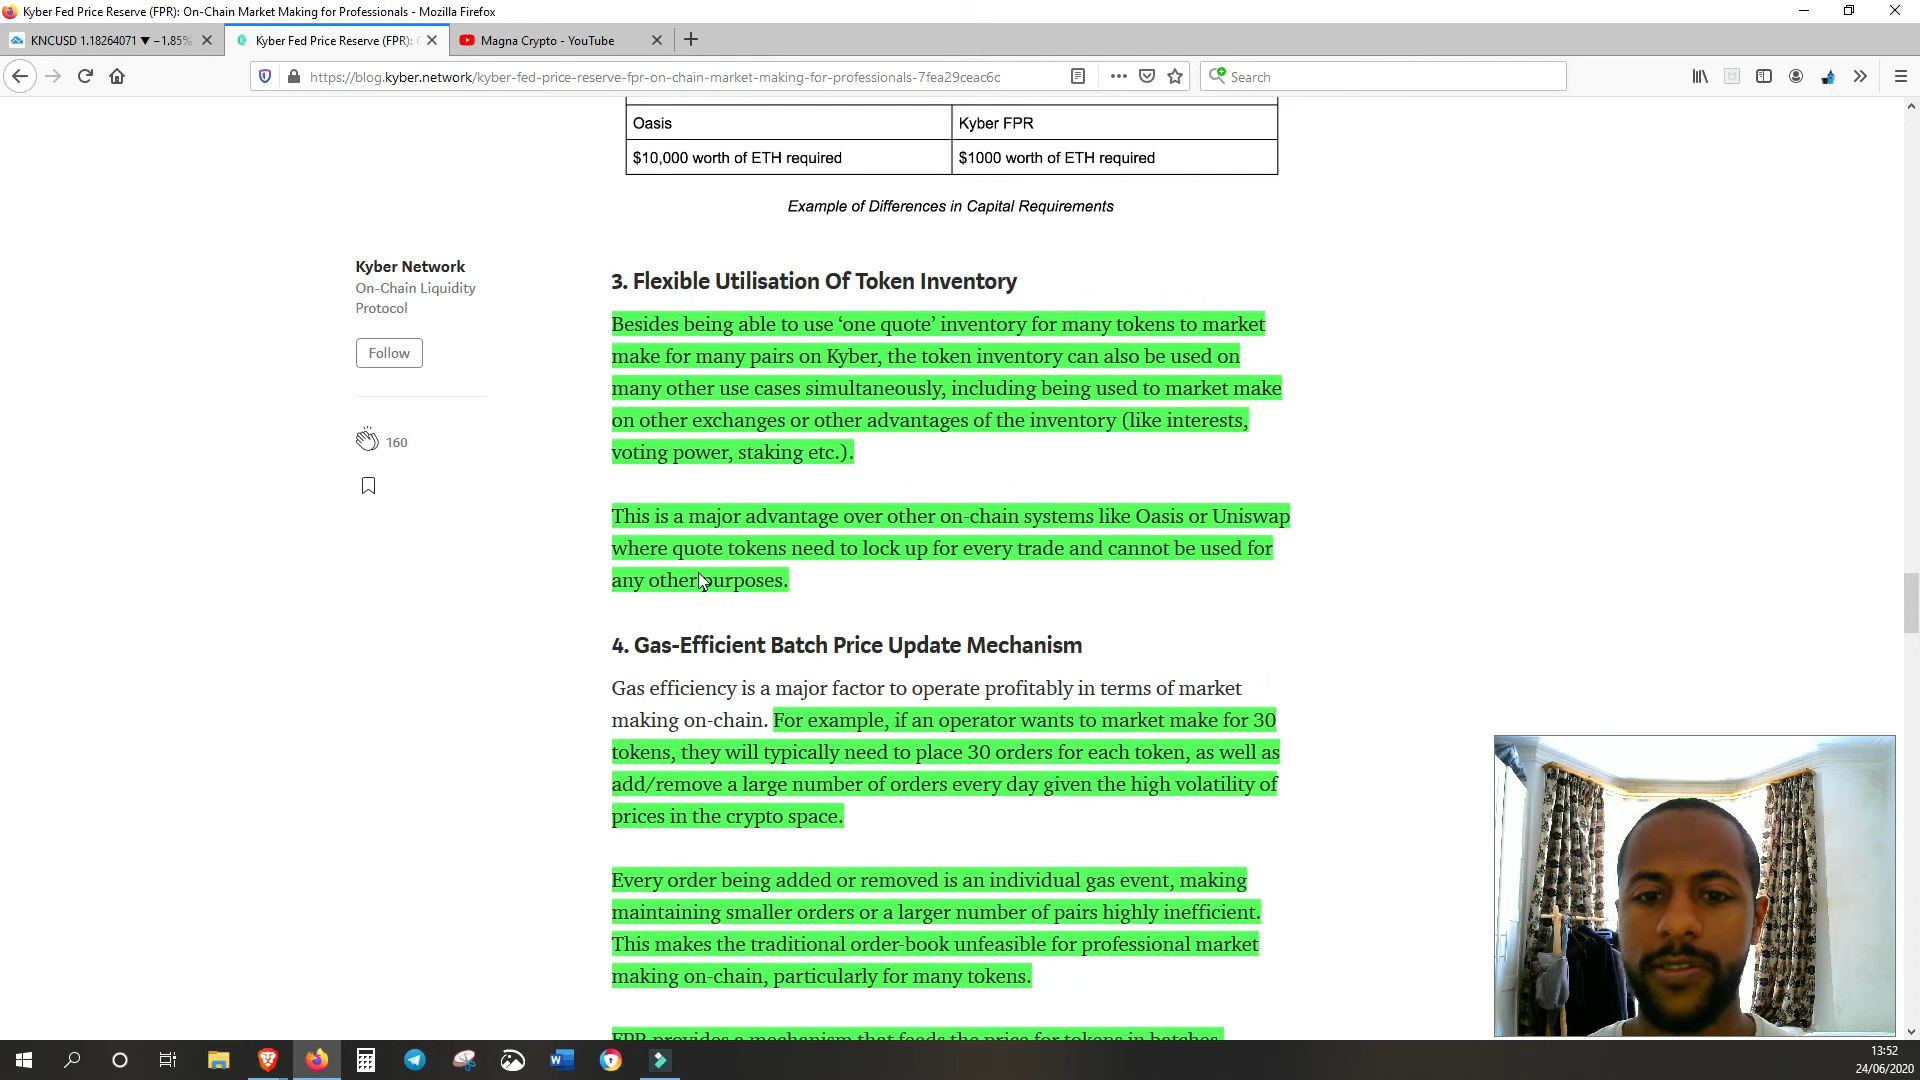 Kyber Fed Price Reserve (FPR): On-Chain Market Making for Professionals - Mozilla Firefox
KNCUSD 1.18264071 ▼ −1.85%
Kyber Fed Price Reserve (FPR):
Magna Crypto - YouTube
https://blog.kyber.network/kyber-fed-price-reserve-fpr-on-chain-market-making-for-professionals-7fea29ceac6c
Search
Oasis
Kyber FPR
$10,000 worth of ETH required
$1000 worth of ETH required
Example of Differences in Capital Requirements
Kyber Network
On-Chain Liquidity
Protocol
Follow
160
3. Flexible Utilisation Of Token Inventory
Besides being able to use ‘one quote’ inventory for many tokens to market
make for many pairs on Kyber, the token inventory can also be used on
many other use cases simultaneously, including being used to market make
on other exchanges or other advantages of the inventory (like interests,
voting power, staking etc.).
This is a major advantage over other on-chain systems like Oasis or Uniswap
where quote tokens need to lock up for every trade and cannot be used for
any other purposes.
4. Gas-Efficient Batch Price Update Mechanism
Gas efficiency is a major factor to operate profitably in terms of market
making on-chain. For example, if an operator wants to market make for 30
tokens, they will typically need to place 30 orders for each token, as well as
add/remove a large number of orders every day given the high volatility of
prices in the crypto space.
Every order being added or removed is an individual gas event, making
maintaining smaller orders or a larger number of pairs highly inefficient.
This makes the traditional order-book unfeasible for professional market
making on-chain, particularly for many tokens.
FPR provides a mechanism that feeds the price for tokens in batches
13:52
24/06/2020